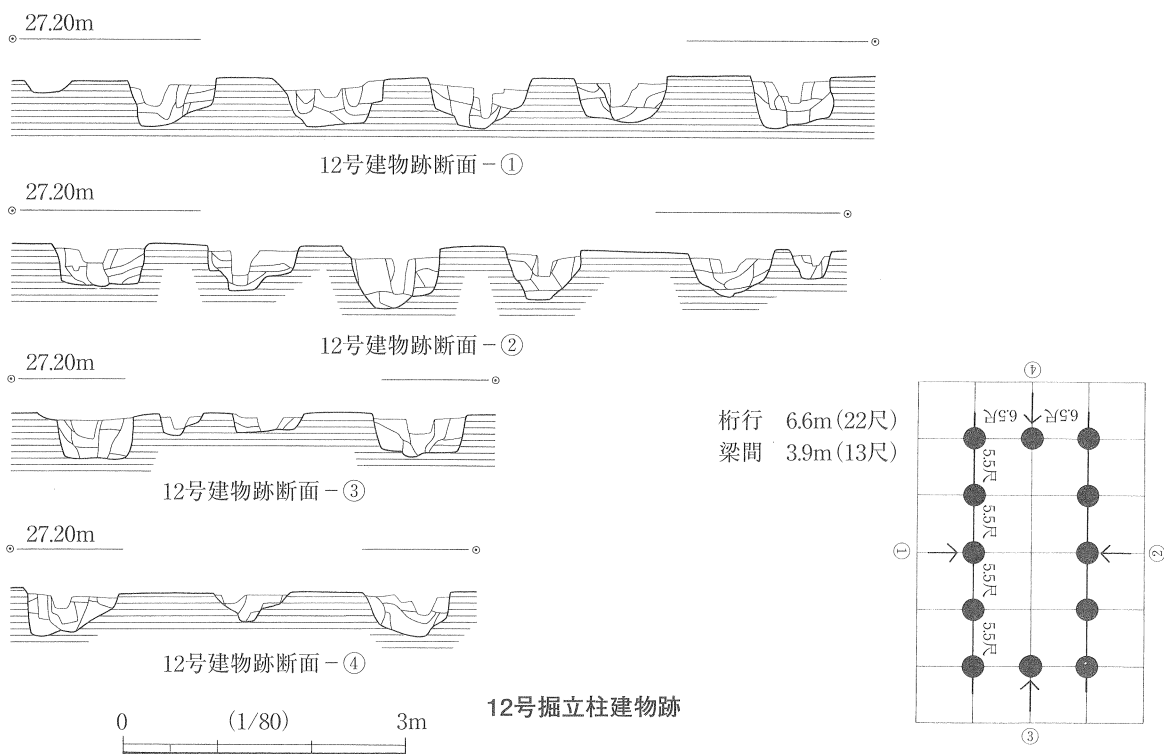 27.20m
12号建物跡断面－①
27.20m
12号建物跡断面－②
27.20m
12号建物跡断面－③
27.20m
12号建物跡断面－④
桁行 6.6m(22尺)
梁間 3.9m(13尺)
④
6.5尺 6.5尺
5.5尺
5.5尺
5.5尺
5.5尺
①
②
③
12号掘立柱建物跡
0 (1/80) 3m